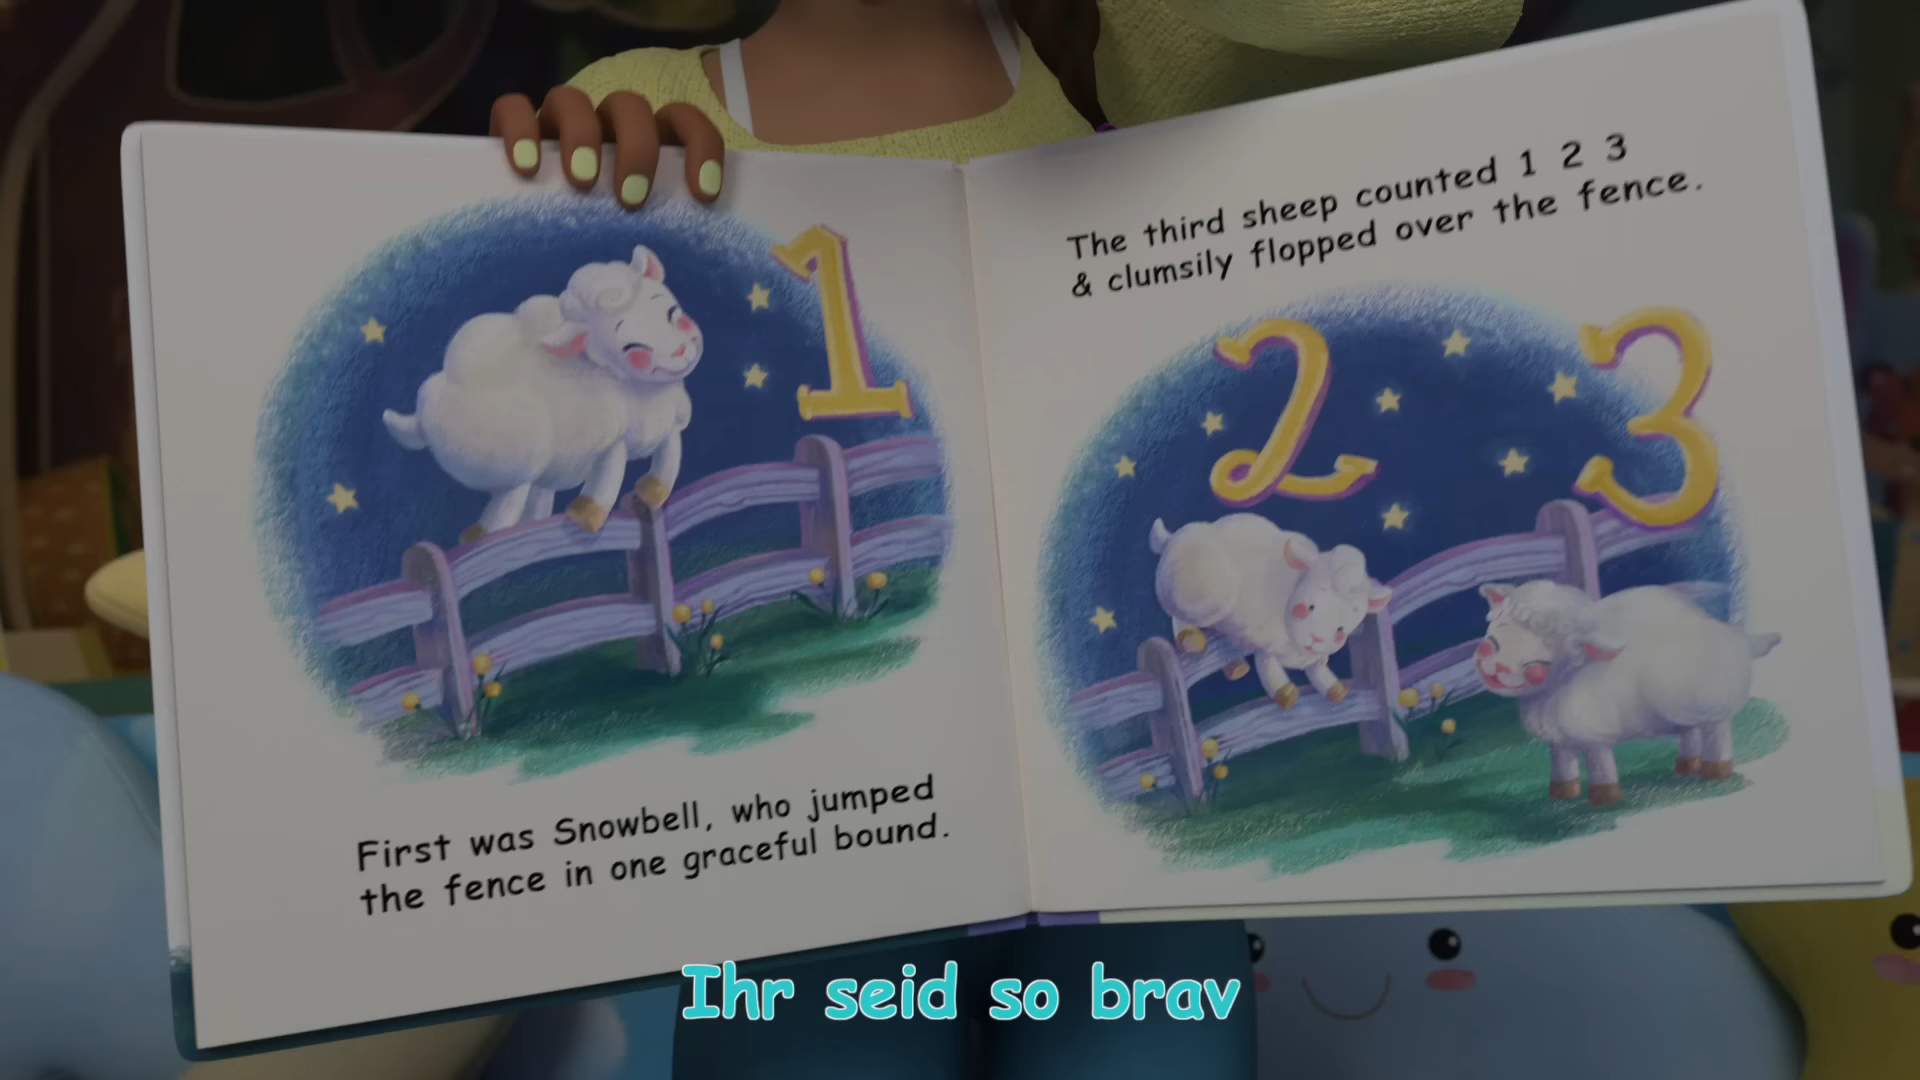 1
First was Snowbell, who jumped
the fence in one graceful bound.
The third sheep counted 1 2 3
& clumsily flopped over the fence.
2 3
Ihr seid so brav